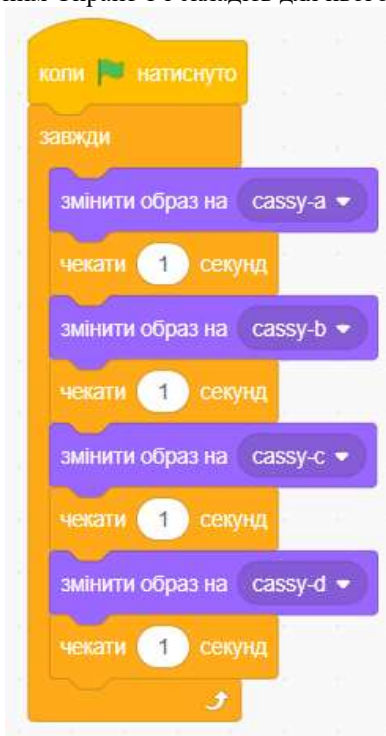 коли натиснуто
завжди
змінити образ на cassy-a
чекати 1 секунд
змінити образ на cassy-b
чекати 1 секунд
змінити образ на cassy-c
чекати 1 секунд
змінити образ на cassy-d
чекати 1 секунд